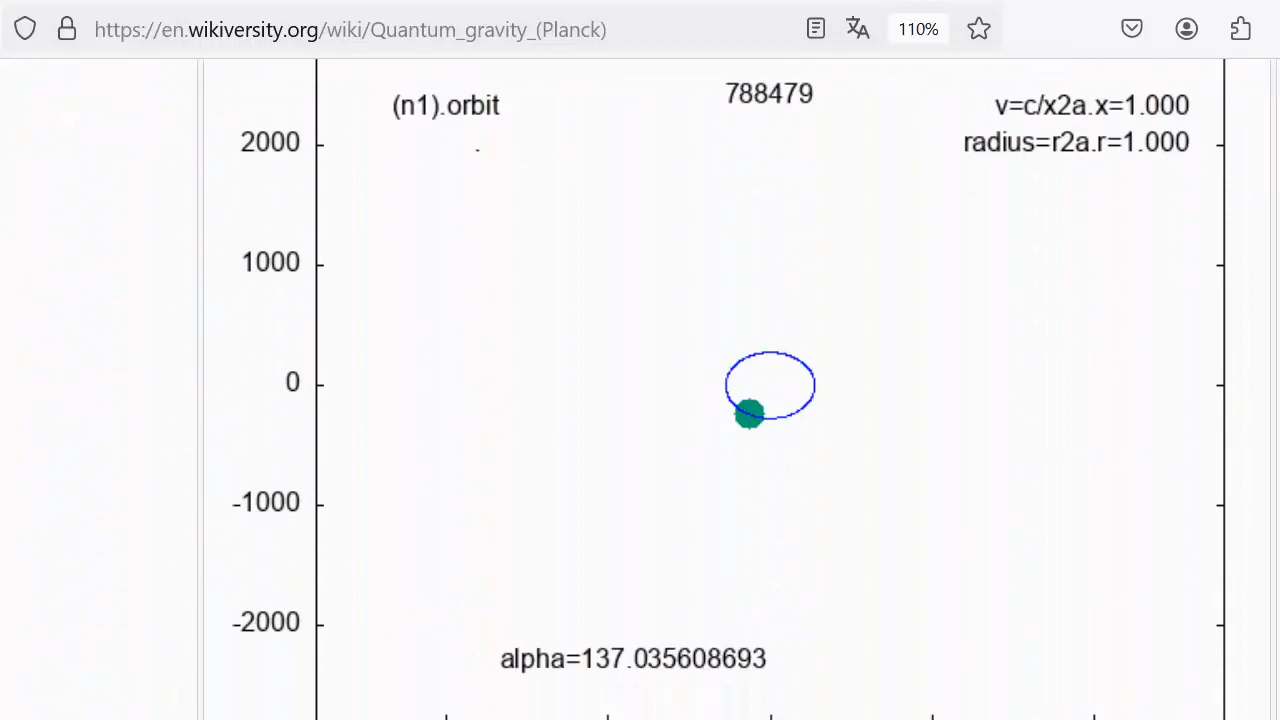 https://en.wikiversity.org/wiki/Quantum_gravity_(Planck)
110%
(n1).orbit
788479
v=c/x2a.x=1.000
radius=r2a.r=1.000
2000
1000
0
-1000
-2000
alpha=137.035608693